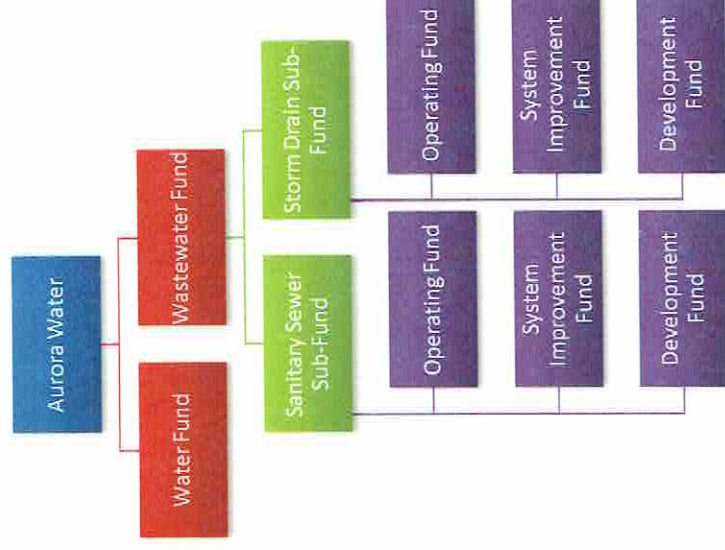 Aurora Water
Water Fund
Wastewater Fund
Sanitary Sewer
Sub-Fund
Storm Drain Sub-
Fund
Operating Fund
Operating Fund
System
Improvement
Fund
System
Improvement
Fund
Development
Fund
Development
Fund